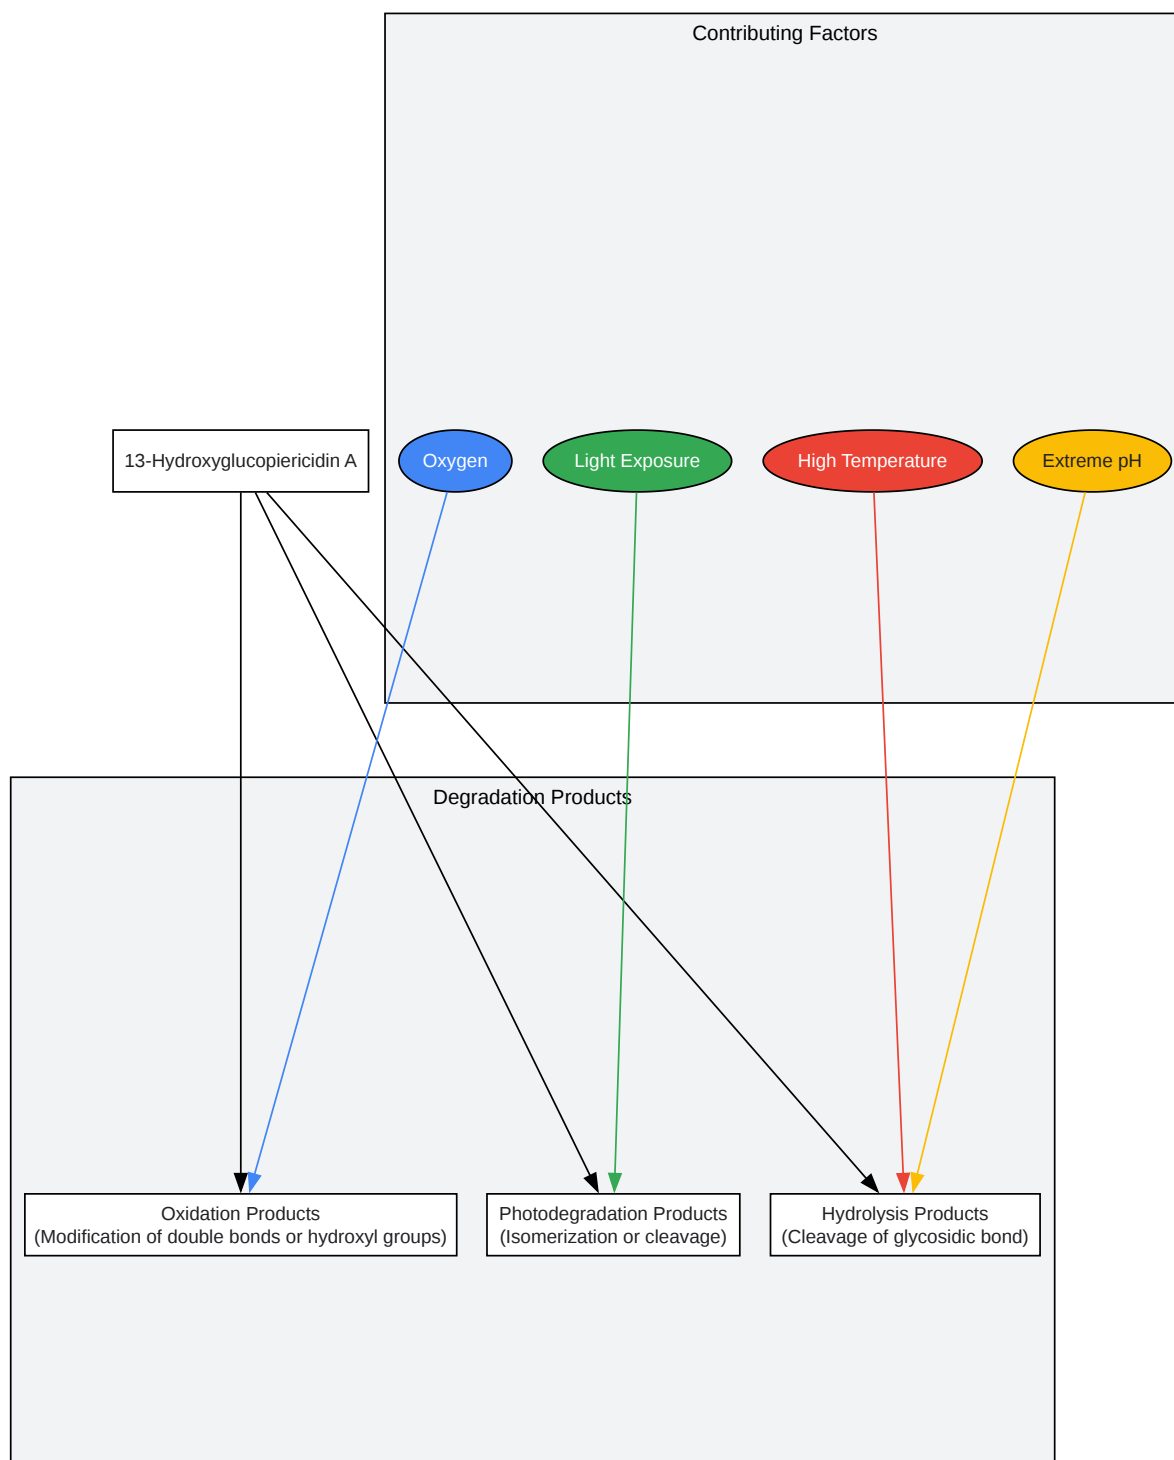 Contributing Factors
13-Hydroxyglucopiericidin A
Oxygen
Light Exposure
High Temperature
Extreme pH
Degradation Products
Oxidation Products
(Modification of double bonds or hydroxyl groups)
Photodegradation Products
(Isomerization or cleavage)
Hydrolysis Products
(Cleavage of glycosidic bond)